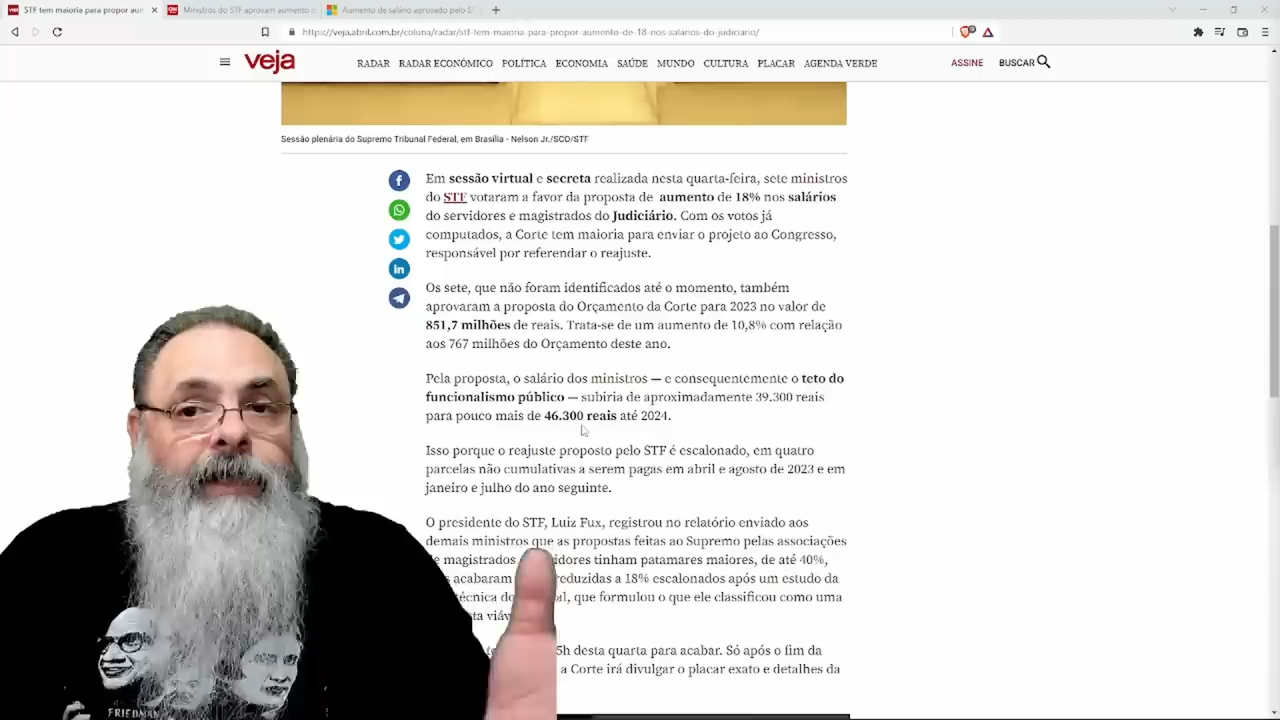 STF tem maioria para propor aun
Ministros do STF aprovam aumento
Aumento de salário aprovado pelo ST
https://veja.abril.com.br/coluna/radar/stf-tem-maioria-para-propor-aumento-de-18-nos-salarios-do-judiciario/
veja
RADAR RADAR ECONÔMICO POLÍTICA ECONOMIA SAÚDE MUNDO CULTURA PLACAR AGENDA VERDE
ASSINE BUSCAR
Sessão plenária do Supremo Tribunal Federal, em Brasília - Nelson Jr./SCO/STF
Em sessão virtual e secreta realizada nesta quarta-feira, sete ministros
do STF votaram a favor da proposta de aumento de 18% nos salários
do servidores e magistrados do Judiciário. Com os votos já
computados, a Corte tem maioria para enviar o projeto ao Congresso,
responsável por referendar o reajuste.
Os sete, que não foram identificados até o momento, também
aprovaram a proposta do Orçamento da Corte para 2023 no valor de
851,7 milhões de reais. Trata-se de um aumento de 10,8% com relação
aos 767 milhões do Orçamento deste ano.
Pela proposta, o salário dos ministros — e consequentemente o teto do
funcionalismo público — subiria de aproximadamente 39.300 reais
para pouco mais de 46.300 reais até 2024.
Isso porque o reajuste proposto pelo STF é escalonado, em quatro
parcelas não cumulativas a serem pagas em abril e agosto de 2023 e em
janeiro e julho do ano seguinte.
O presidente do STF, Luiz Fux, registrou no relatório enviado aos
demais ministros que as propostas feitas ao Supremo pelas associações
e magistrados idores tinham patamares maiores, de até 40%,
acabaram reduzidas a 18% escalonados após um estudo da
técnica do al, que formulou o que ele classificou como uma
ta viáv
5h desta quarta para acabar. Só após o fim da
a Corte irá divulgar o placar exato e detalhes da
FRIEDMAN